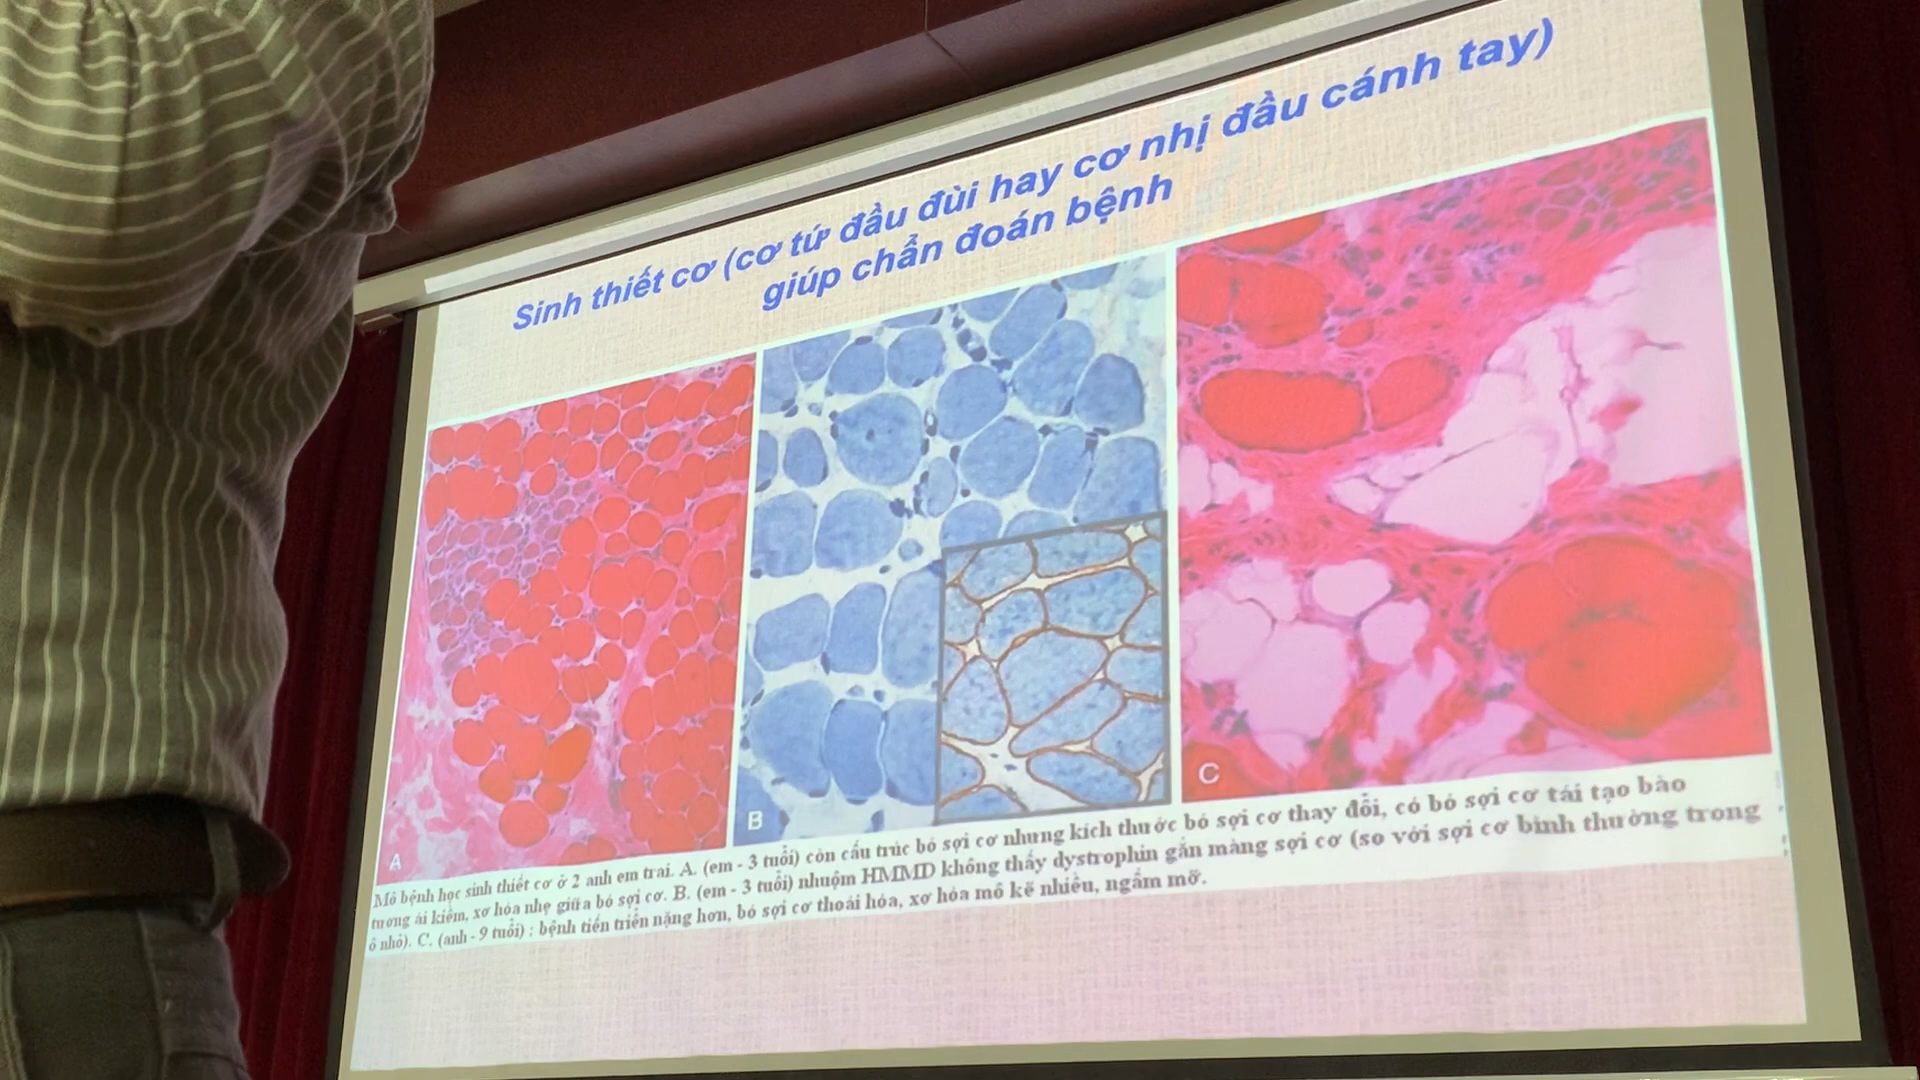 Sinh thiết cơ (cơ tứ đầu đùi hay cơ nhị đầu cánh tay)
giúp chẩn đoán bệnh
A
B
C
Mô bệnh học sinh thiết cơ ở 2 anh em trai. A. (em - 3 tuổi) còn cấu trúc bó sợi cơ nhưng kích thước bó sợi cơ thay đổi, có bó sợi cơ tái tạo bào
tương ái kiềm, xơ hóa nhẹ giữa bó sợi cơ. B. (em - 3 tuổi) nhuộm HMMD không thấy dystrophin gắn màng sợi cơ (so với sợi cơ bình thường trong
ô nhỏ). C. (anh - 9 tuổi) : bệnh tiến triển nặng hơn, bó sợi cơ thoái hóa, xơ hóa mô kẽ nhiều, ngấm mỡ.